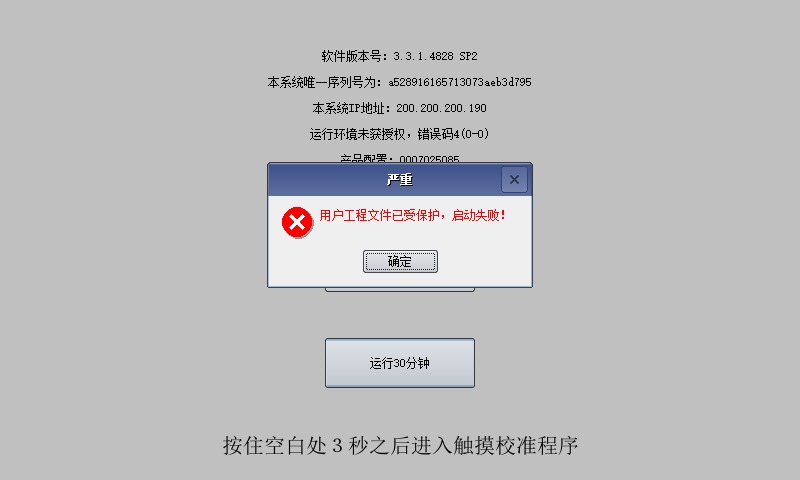 软件版本号：3.3.1.4828 SP2
本系统唯一序列号为：a528916165713073aeb3d795
本系统IP地址：200.200.200.190
运行环境未获授权，错误码4(0-0)
产品配置：0007025085
严重
用户工程文件已受保护，启动失败！
确定
运行30分钟
按住空白处 3 秒之后进入触摸校准程序